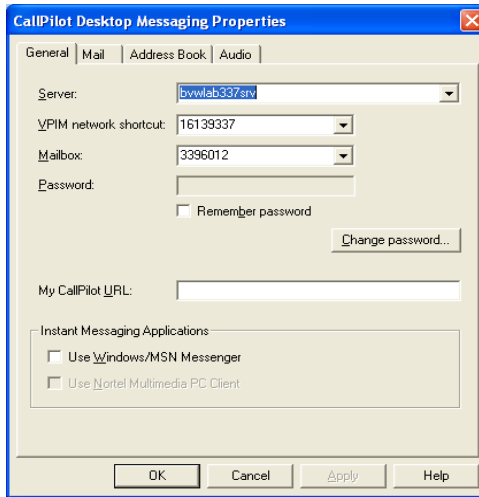 CallPilot Desktop Messaging Properties
General Mail Address Book Audio
Server: bvwlab337srv
VPIM network shortcut: 16139337
Mailbox: 3396012
Password:
Remember password
Change password...
My CallPilot URL:
Instant Messaging Applications
Use Windows/MSN Messenger
Use Nortel Multimedia PC Client
OK Cancel Apply Help